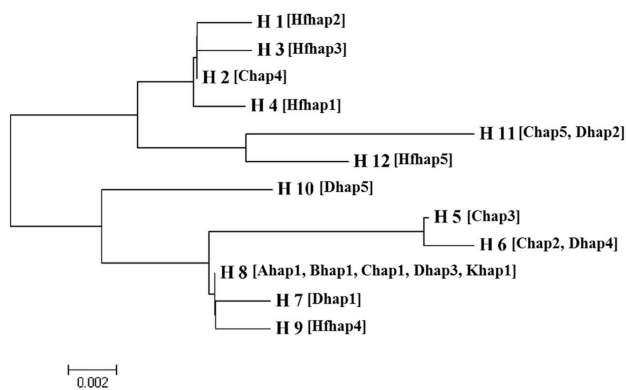 H 1 [Hfhap2]
H 3 [Hfhap3]
H 2 [Chap4]
H 4 [Hfhap1]
H 11 [Chap5, Dhap2]
H 12 [Hfhap5]
H 10 [Dhap5]
H 5 [Chap3]
H 6 [Chap2, Dhap4]
H 8 [Ahap1, Bhap1, Chap1, Dhap3, Khap1]
H 7 [Dhap1]
H 9 [Hfhap4]
0.002